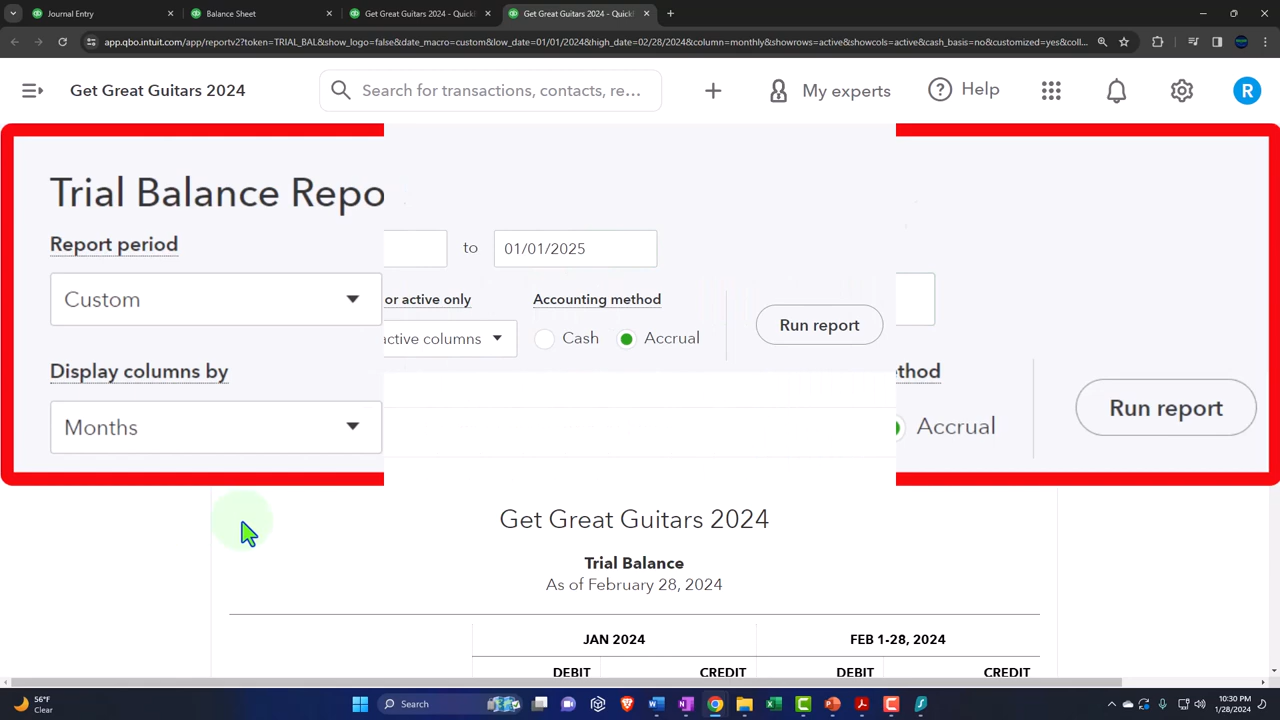 Journal Entry
Balance Sheet
Get Great Guitars 2024 - Quick
Get Great Guitars 2024 - Quick
app.qbo.intuit.com/app/reportv2?token=TRIAL_BAL&show_logo=false&date_macro=custom&low_date=01/01/2024&high_date=02/28/2024&column=monthly&showrows=active&showcols=active&cash_basis=no&customized=yes&coll...
Get Great Guitars 2024
Search for transactions, contacts, re...
My experts
Help
R
Trial Balance Repo
Report period
to
01/01/2025
Custom
or active only
Accounting method
Run report
active columns
Cash
Accrual
Display columns by
thod
Months
Accrual
Run report
Get Great Guitars 2024
Trial Balance
As of February 28, 2024
JAN 2024
FEB 1-28, 2024
DEBIT
CREDIT
DEBIT
CREDIT
56°F
Clear
Search
10:30 PM
1/28/2024